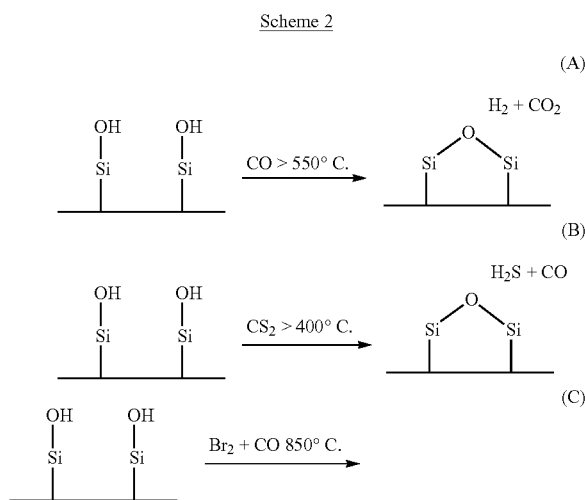 Scheme 2
(A)
H₂ + CO₂
OH OH O
Si Si CO > 550° C. Si Si
(B)
H₂S + CO
OH OH O
Si Si CS₂ > 400° C. Si Si
(C)
OH OH
Si Si Br₂ + CO 850° C.